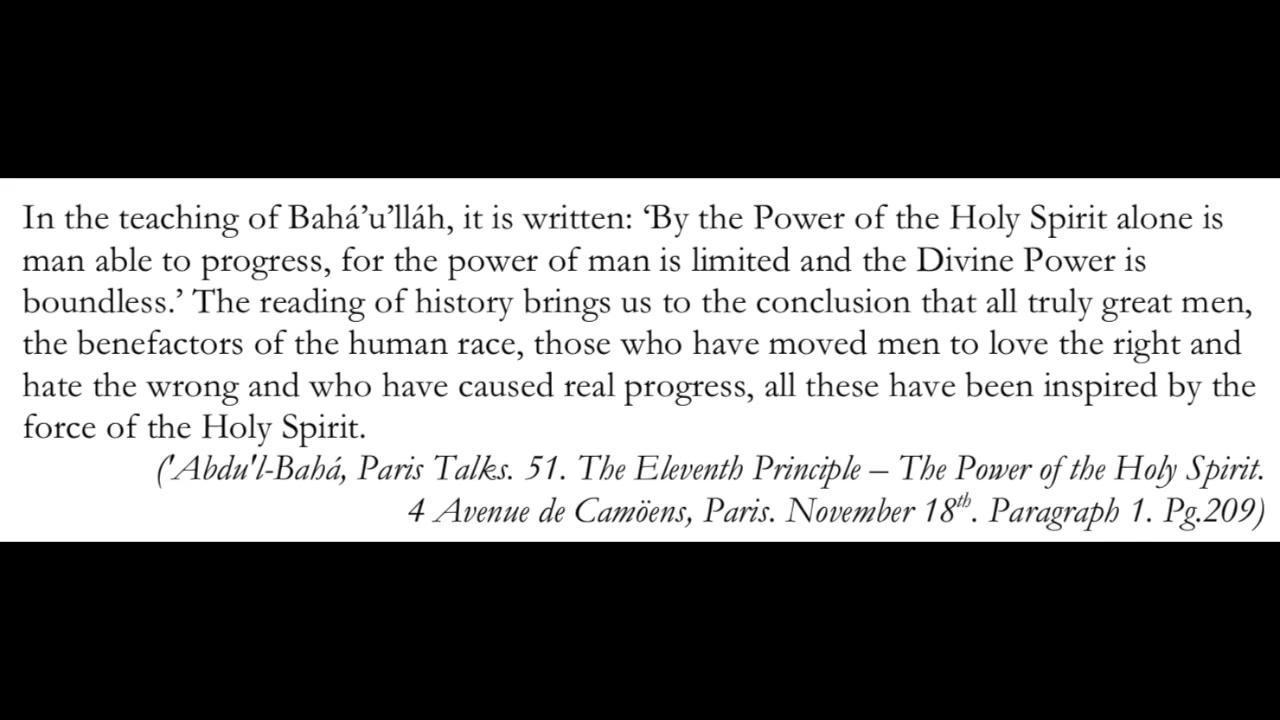 In the teaching of Bahá’u’lláh, it is written: ‘By the Power of the Holy Spirit alone is
man able to progress, for the power of man is limited and the Divine Power is
boundless.’ The reading of history brings us to the conclusion that all truly great men,
the benefactors of the human race, those who have moved men to love the right and
hate the wrong and who have caused real progress, all these have been inspired by the
force of the Holy Spirit.
('Abdu'l-Bahá, Paris Talks. 51. The Eleventh Principle – The Power of the Holy Spirit.
4 Avenue de Camöens, Paris. November 18th. Paragraph 1. Pg.209)